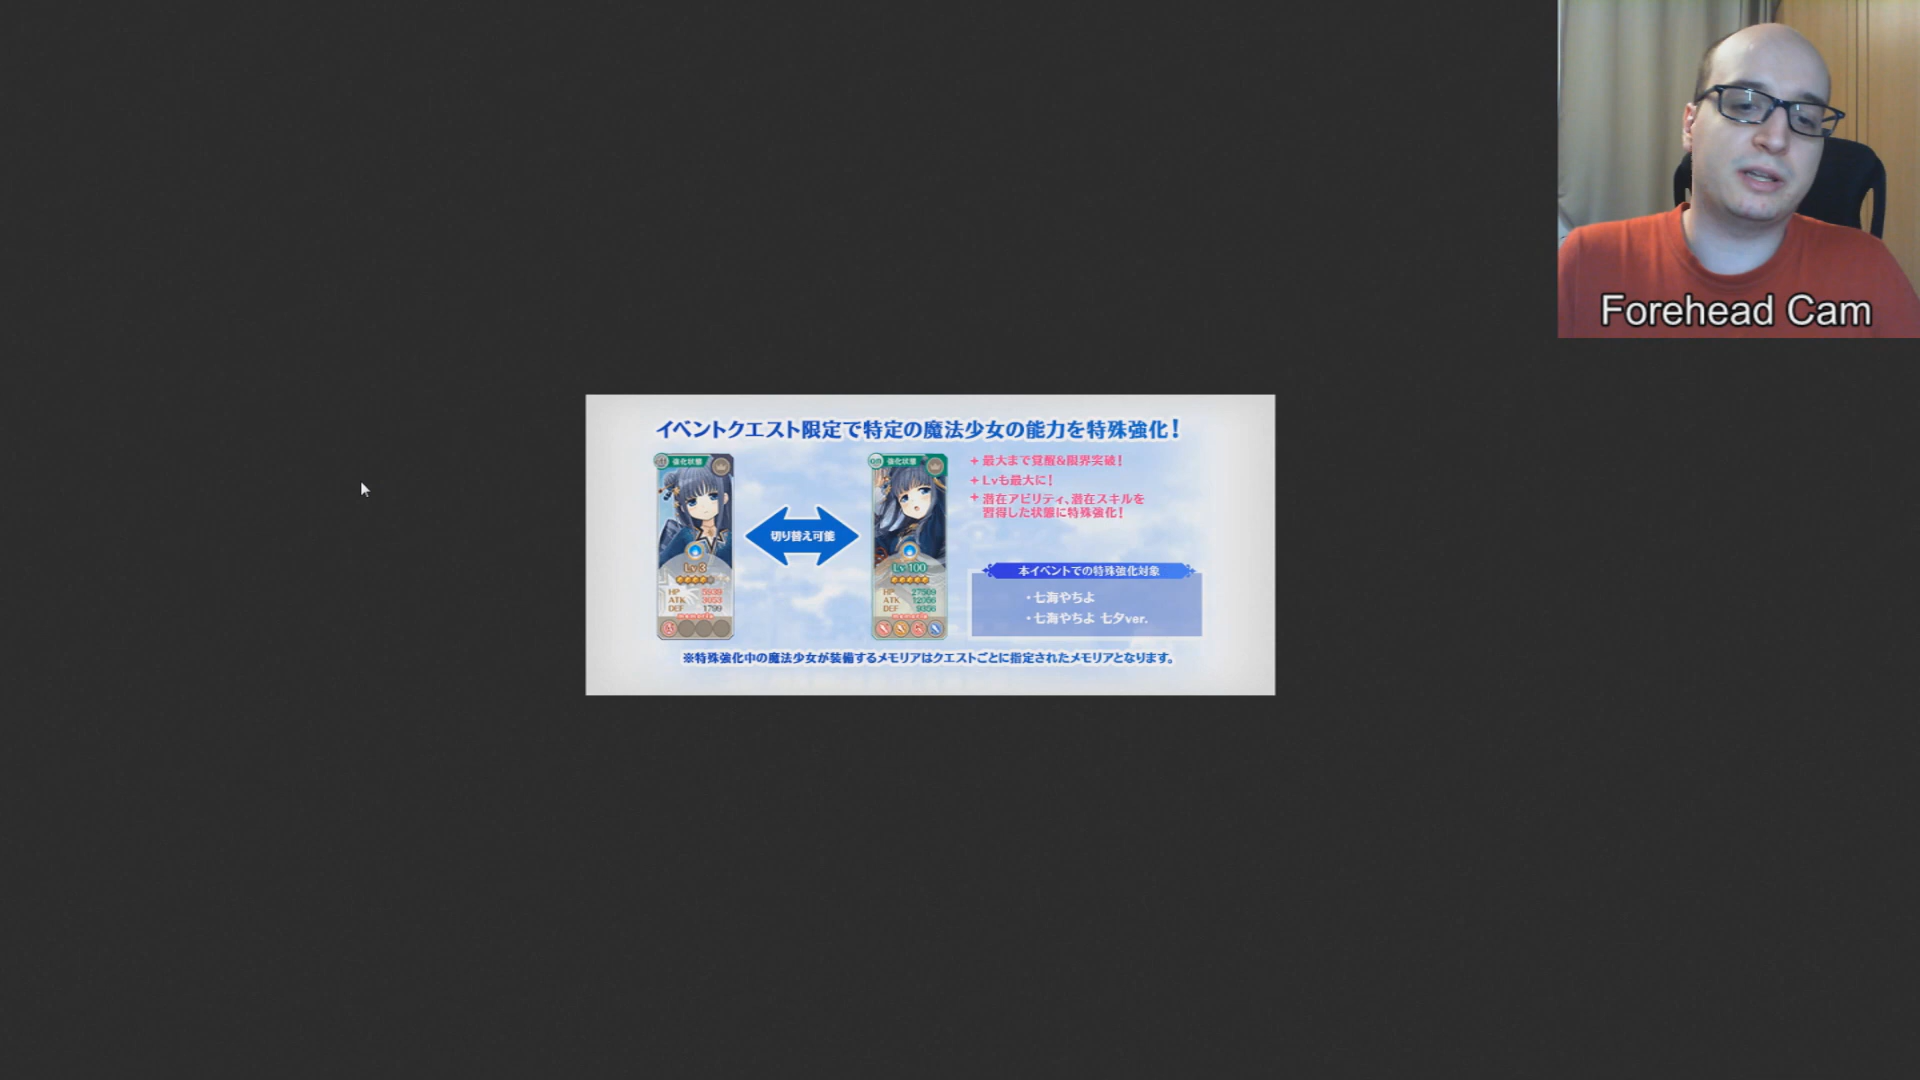 Forehead Cam
イベントクエスト限定で特定の魔法少女の能力を特殊強化！
強化状態
Lv 3
HP 5939
ATK 3053
DEF 1799
切り替え可能
ON 強化状態
Lv 100
HP 27509
ATK 12056
DEF 9356
+ 最大まで覚醒&限界突破！
+ Lvも最大に！
+ 潜在アビリティ、潜在スキルを
習得した状態に特殊強化！
本イベントでの特殊強化対象
・七海やちよ
・七海やちよ 七夕ver.
※特殊強化中の魔法少女が装備するメモリアはクエストごとに指定されたメモリアとなります。